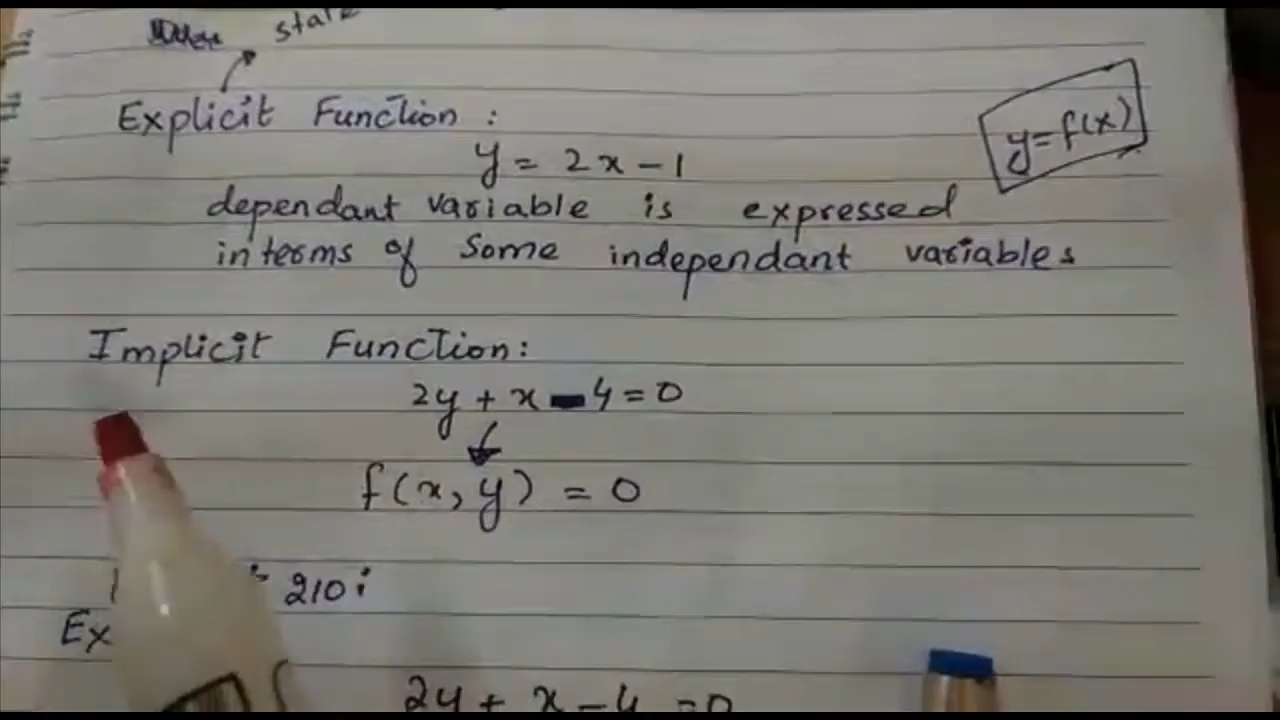 state
Explicit Function :
y = f(x)
y = 2x - 1
dependant variable is expressed
interms of Some independant variables
Implicit Function:
2y + x - 4 = 0
f(x, y) = 0
Ex
2y + x - 4 = 0